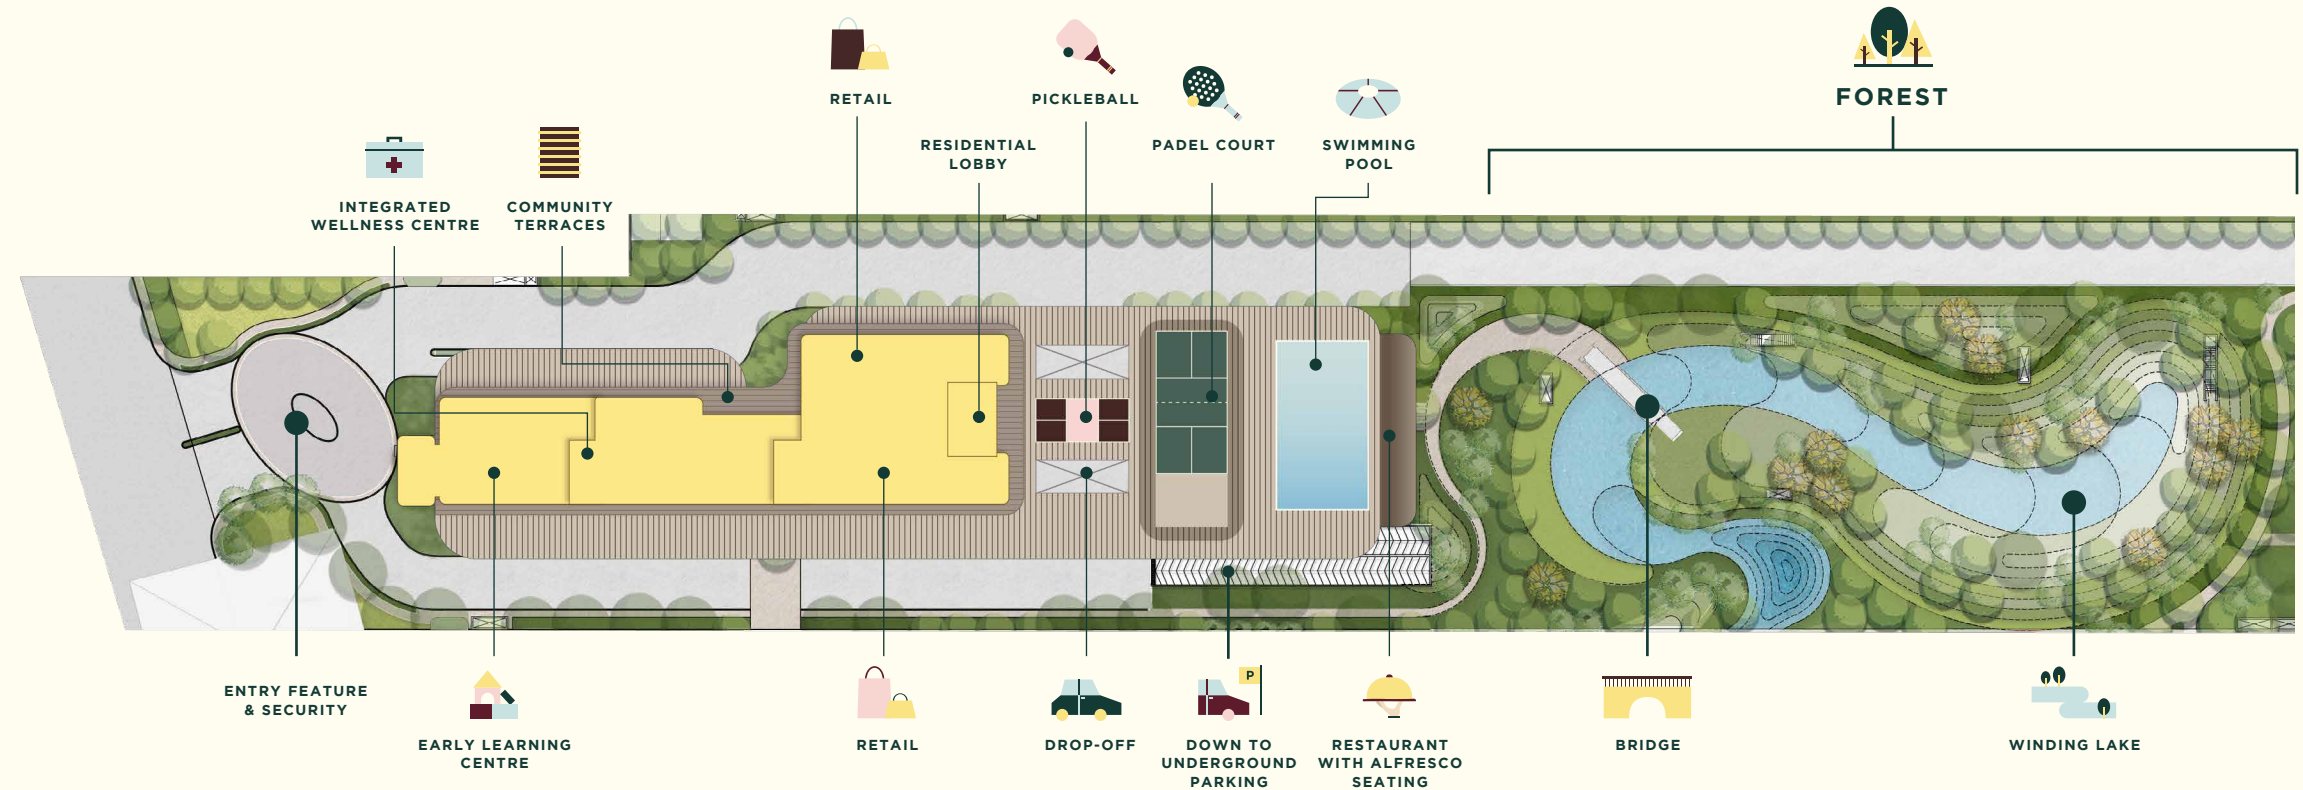 RETAIL
PICKLEBALL
FOREST
RESIDENTIAL
LOBBY
PADEL COURT
SWIMMING
POOL
INTEGRATED
WELLNESS CENTRE
COMMUNITY
TERRACES
ENTRY FEATURE
& SECURITY
EARLY LEARNING
CENTRE
RETAIL
DROP-OFF
P
DOWN TO
UNDERGROUND
PARKING
RESTAURANT
WITH ALFRESCO
SEATING
BRIDGE
WINDING LAKE